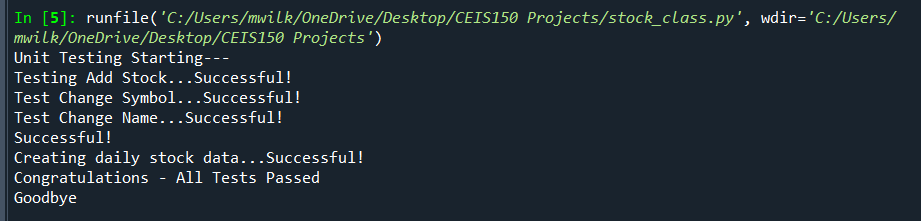 In [5]: runfile('C:/Users/mwilk/OneDrive/Desktop/CEIS150 Projects/stock_class.py', wdir='C:/Users/
mwilk/OneDrive/Desktop/CEIS150 Projects')
Unit Testing Starting---
Testing Add Stock...Successful!
Test Change Symbol...Successful!
Test Change Name...Successful!
Successful!
Creating daily stock data...Successful!
Congratulations - All Tests Passed
Goodbye